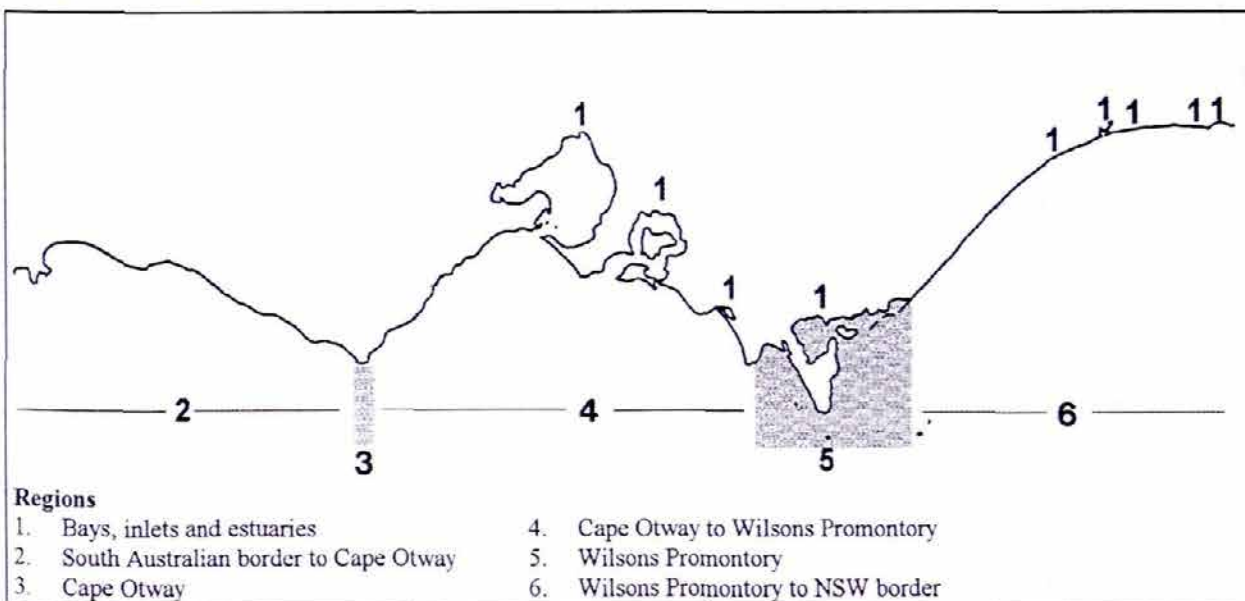 1
1
1
1
1
1
1
11
2
3
4
5
6
Regions
1. Bays, inlets and estuaries
2. South Australian border to Cape Otway
3. Cape Otway
4. Cape Otway to Wilsons Promontory
5. Wilsons Promontory
6. Wilsons Promontory to NSW border